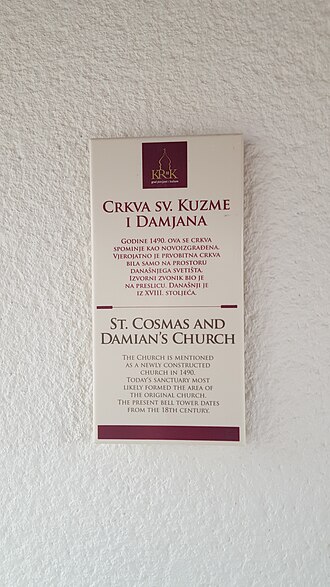 KRK
CRKVA SV. KUZME
I DAMJANA
GODINE 1490. OVA SE CRKVA
SPOMINJE KAO NOVOIZGRAĐENA.
VJEROJATNO JE PRVOBITNA CRKVA
BILA SAMO NA PROSTORU
DANAŠNJEG SVETIŠTA.
IZVORNI ZVONIK BIO JE
NA PRESLICU. DANAŠNJI JE
IZ XVIII. STOLJEĆA.
ST. COSMAS AND
DAMIAN'S CHURCH
THE CHURCH IS MENTIONED
AS A NEWLY CONSTRUCTED
CHURCH IN 1490.
TODAY'S SANCTUARY MOST
LIKELY FORMED THE AREA OF
THE ORIGINAL CHURCH.
THE PRESENT BELL TOWER DATES
FROM THE 18TH CENTURY.